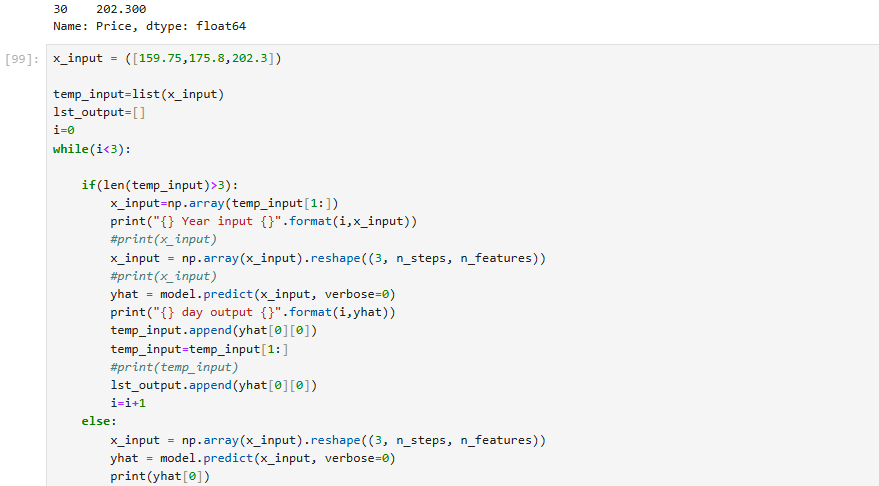 30    202.300
Name: Price, dtype: float64
[99]: x_input = ([159.75,175.8,202.3])
temp_input=list(x_input)
lst_output=[]
i=0
while(i<3):
    if(len(temp_input)>3):
        x_input=np.array(temp_input[1:])
        print("{} Year input {}".format(i,x_input))
        #print(x_input)
        x_input = np.array(x_input).reshape((3, n_steps, n_features))
        #print(x_input)
        yhat = model.predict(x_input, verbose=0)
        print("{} day output {}".format(i,yhat))
        temp_input.append(yhat[0][0])
        temp_input=temp_input[1:]
        #print(temp_input)
        lst_output.append(yhat[0][0])
        i=i+1
    else:
        x_input = np.array(x_input).reshape((3, n_steps, n_features))
        yhat = model.predict(x_input, verbose=0)
        print(yhat[0])